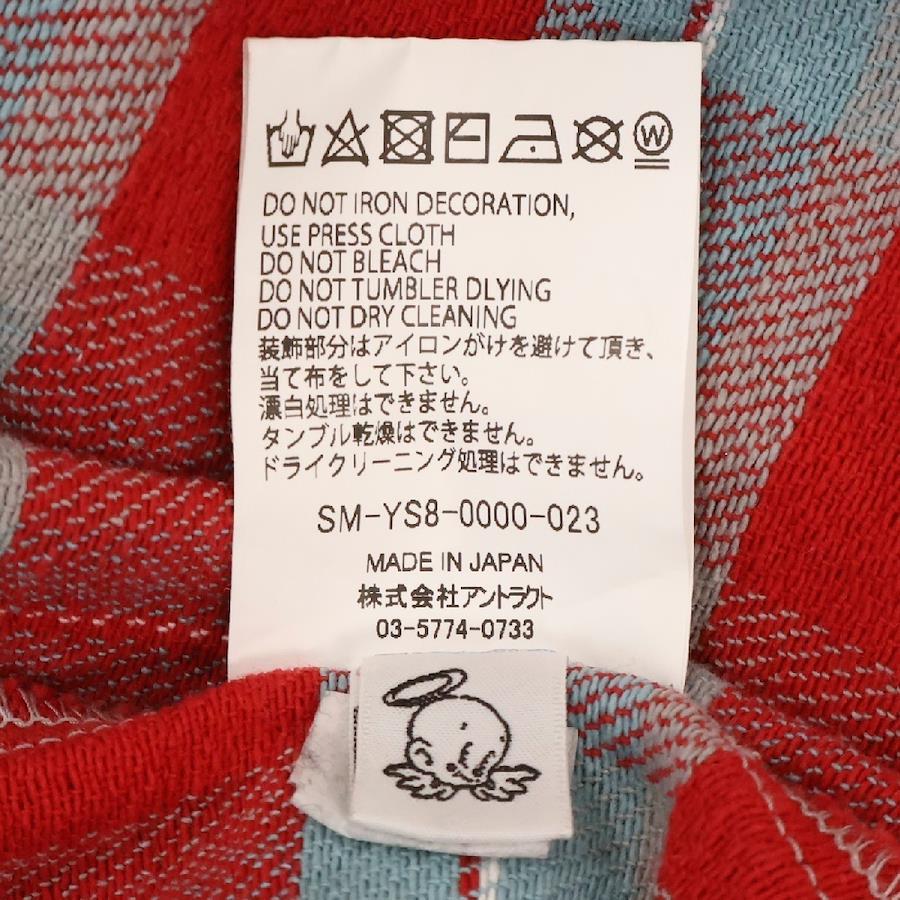 W
DO NOT IRON DECORATION,
USE PRESS CLOTH
DO NOT BLEACH
DO NOT TUMBLER DLYING
DO NOT DRY CLEANING
装飾部分はアイロンがけを避けて頂き、
当て布をして下さい。
漂白処理はできません。
タンブル乾燥はできません。
ドライクリーニング処理はできません。
SM-YS8-0000-023
MADE IN JAPAN
株式会社アントラクト
03-5774-0733